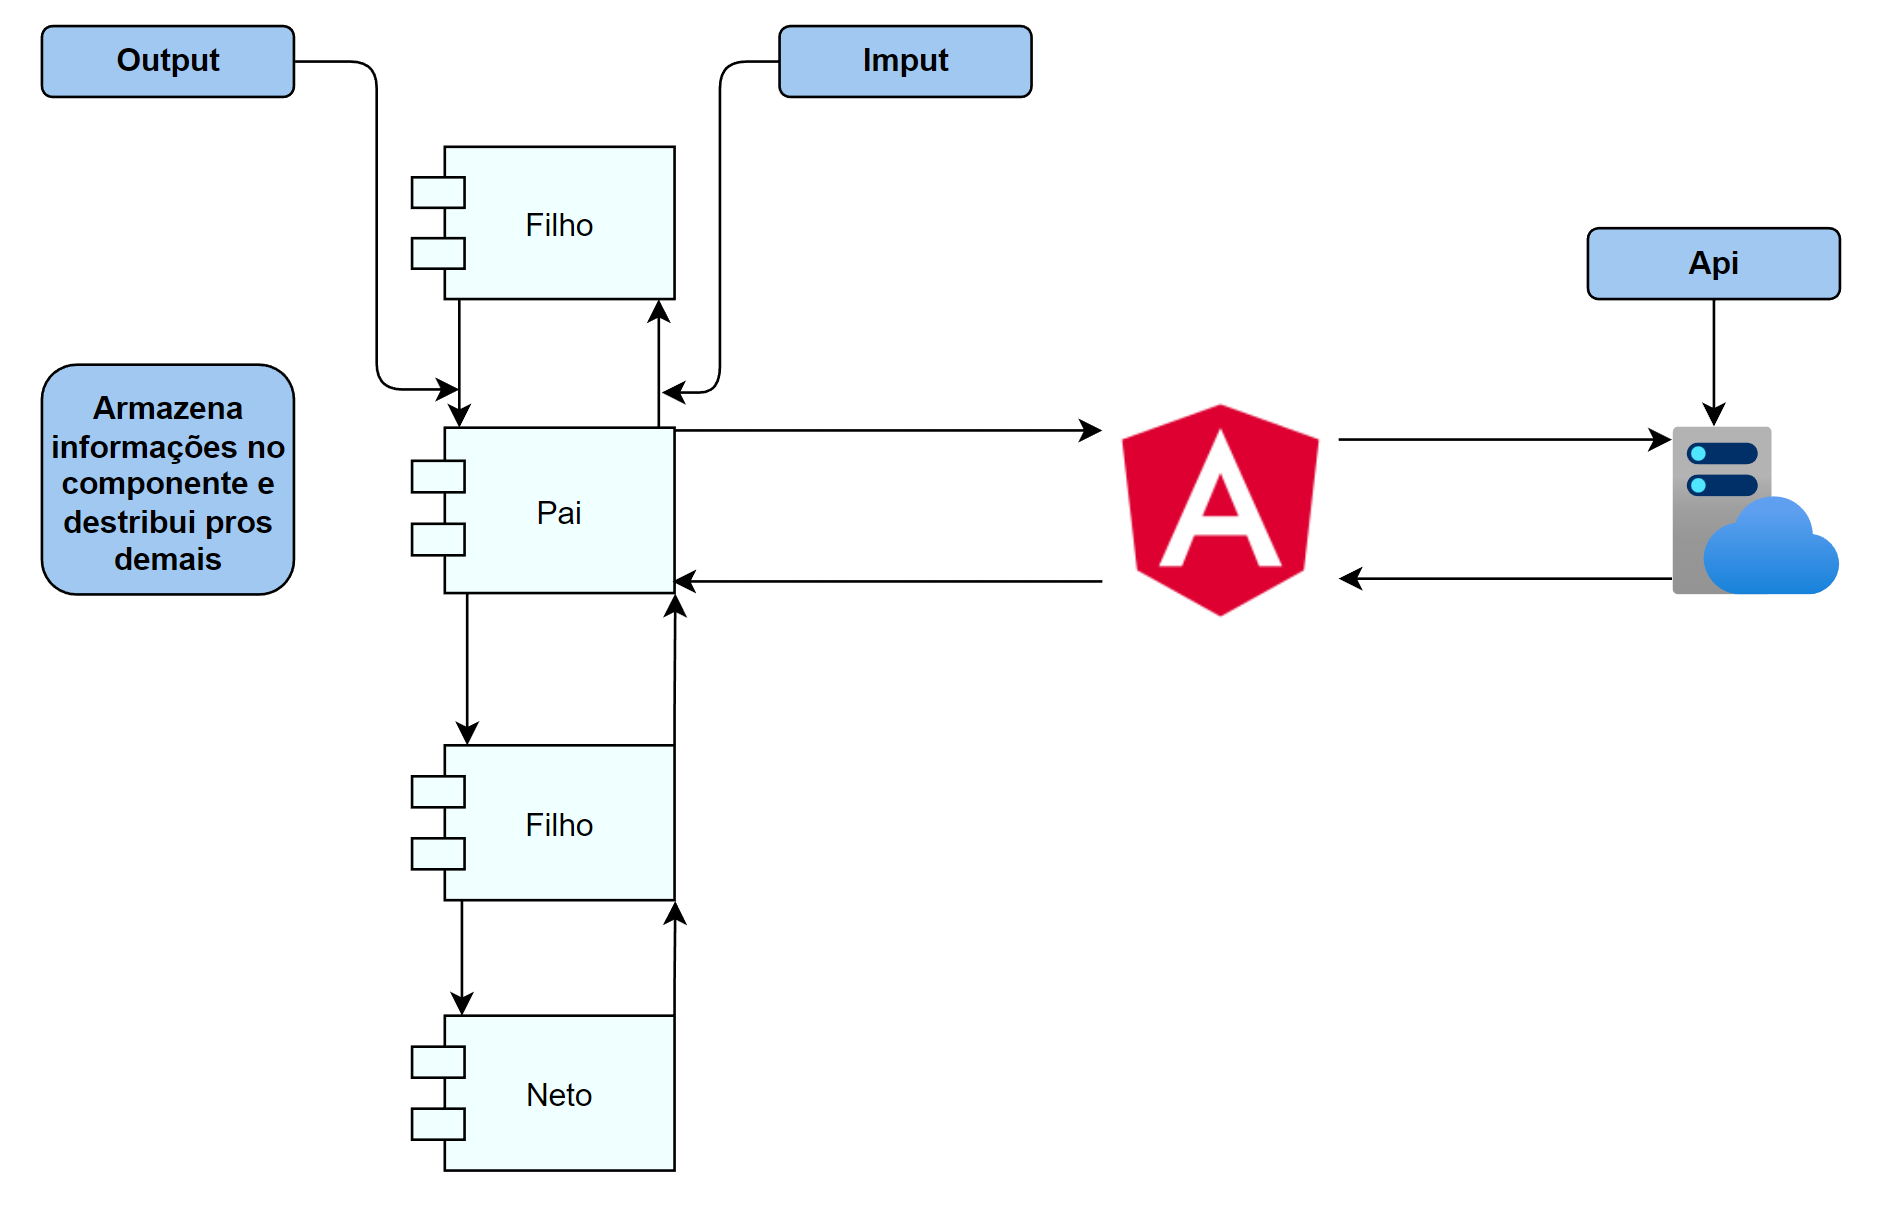 Output
Imput
Filho
Api
Armazena
informações no
componente e
destribui pros
demais
Pai
Filho
Neto